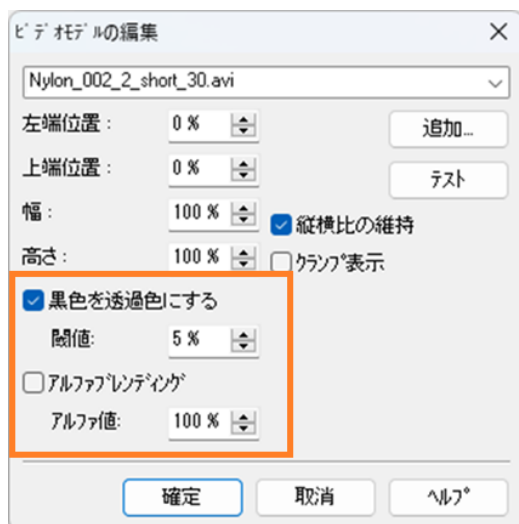 ﾋﾞﾃﾞｵﾓﾃﾞﾙの編集
Nylon_002_2_short_30.avi
左端位置： 0 %
追加...
上端位置： 0 %
ﾃｽﾄ
幅： 100 %
縦横比の維持
高さ： 100 %
ｸﾗﾝﾌﾟ表示
黒色を透過色にする
閾値: 5 %
ｱﾙﾌｧﾌﾞﾚﾝﾃﾞｨﾝｸﾞ
ｱﾙﾌｧ値: 100 %
確定 取消 ﾍﾙﾌﾟ